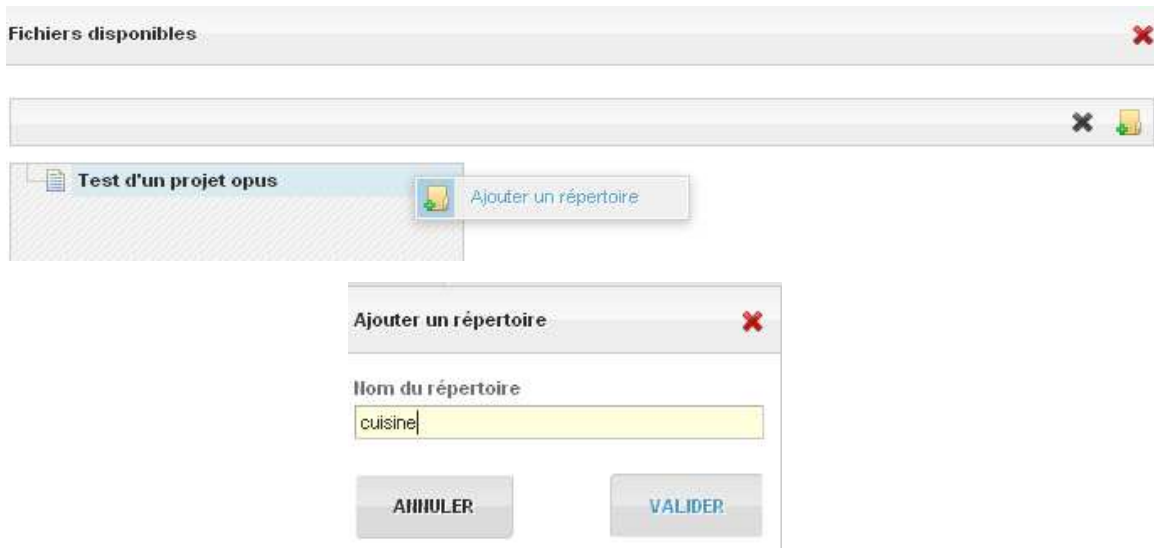 Fichiers disponibles
Test d'un projet opus
Ajouter un répertoire
Ajouter un répertoire
Nom du répertoire
cuisine
ANNULER
VALIDER